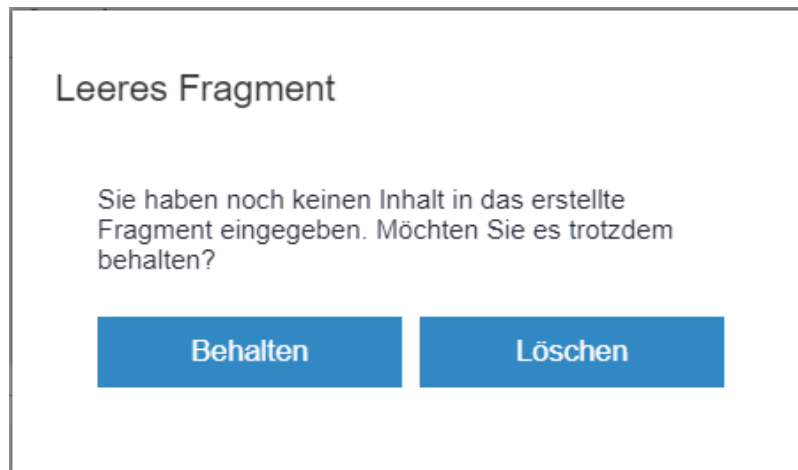 Leeres Fragment
Sie haben noch keinen Inhalt in das erstellte
Fragment eingegeben. Möchten Sie es trotzdem
behalten?
Behalten
Löschen